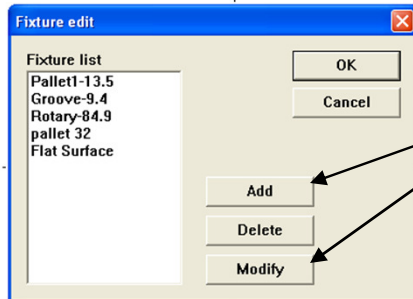 Fixture edit
Fixture list
Pallet1-13.5
Groove-9.4
Rotary-84.9
pallet 32
Flat Surface
OK
Cancel
Add
Delete
Modify